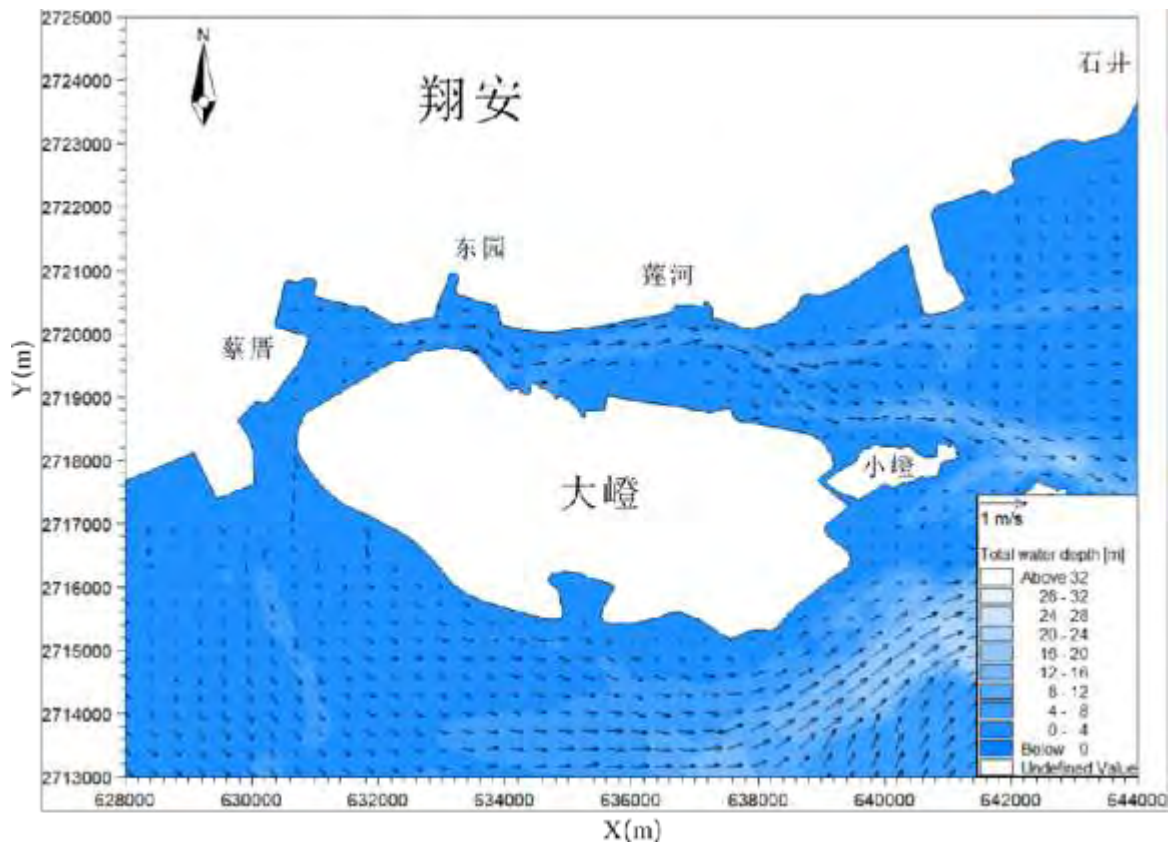 2725000
N
石井
2724000
翔安
2723000
2722000
东园
2721000
莲河
2720000
蔡厝
Y(m)
2719000
2718000
小嶝
大嶝
2717000
1 m/s
2716000
Total water depth [m]
Above 32
28 - 32
24 - 28
20 - 24
2715000
16 - 20
12 - 16
8 - 12
2714000
4 - 8
0 - 4
Below 0
2713000
Undefined Value
628000 630000 632000 634000 636000 638000 640000 642000 644000
X(m)